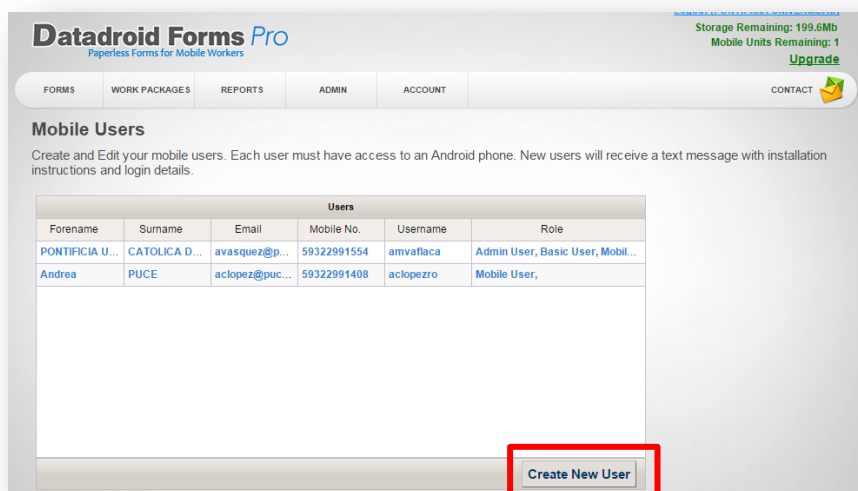 Logout [PONTIFICIA UNIVERSIDAD]
Storage Remaining: 199.6Mb
Mobile Units Remaining: 1
Upgrade
Datadroid Forms Pro
Paperless Forms for Mobile Workers
FORMS WORK PACKAGES REPORTS ADMIN ACCOUNT CONTACT
Mobile Users
Create and Edit your mobile users. Each user must have access to an Android phone. New users will receive a text message with installation
instructions and login details.
Users
Forename Surname Email Mobile No. Username Role
PONTIFICIA U... CATOLICA D... avasquez@p... 59322991554 amvaflaca Admin User, Basic User, Mobil...
Andrea PUCE aclopez@puc... 59322991408 aclopezro Mobile User,
Create New User